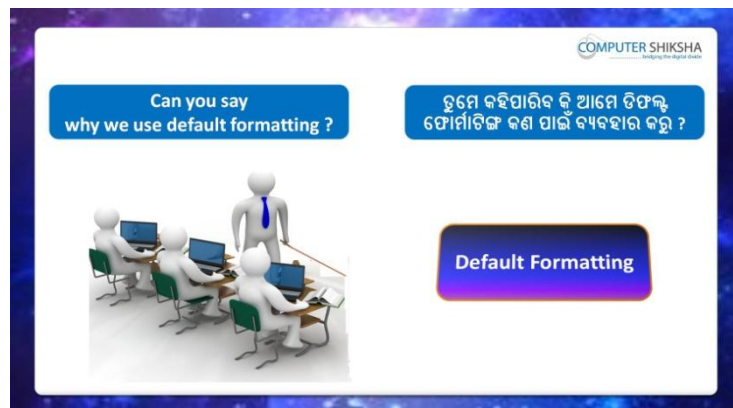 COMPUTER SHIKSHA
bridging the digital divide
Can you say
why we use default formatting ?
ତୁମେ କହିପାରିବ କି ଆମେ ଡିଫଲ୍ଟ
ଫୋର୍ମାଟିଙ୍ଗ କଣ ପାଇଁ ବ୍ୟବହାର କରୁ ?
Default Formatting